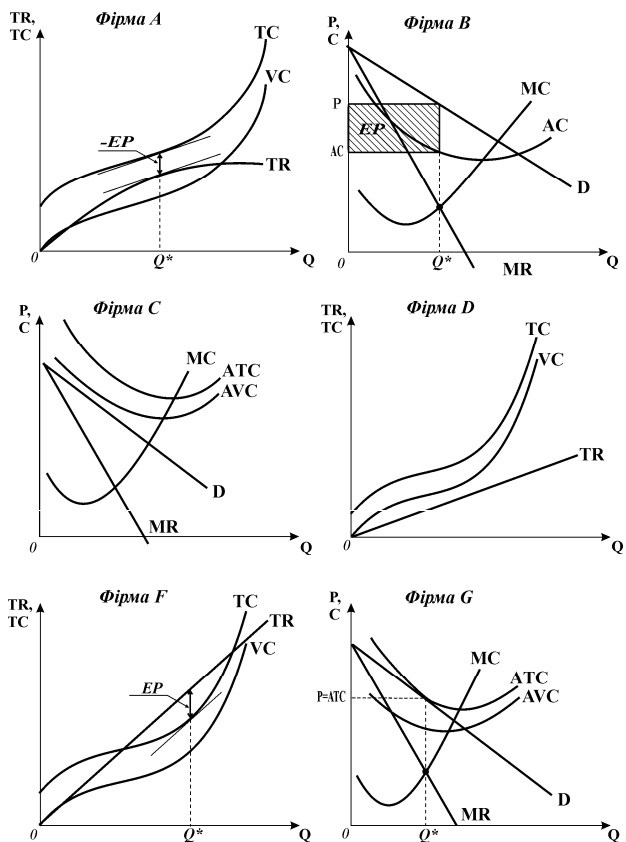 TR,
TC
Фірма А
TC
VC
-EP
TR
0
Q*
Q
P,
C
Фірма В
MC
P
EP
AC
AC
D
0
Q*
Q
MR
P,
C
Фірма С
MC
ATC
AVC
D
MR
0
Q
TR,
TC
Фірма D
TC
VC
TR
0
Q
TR,
TC
Фірма F
TC
TR
VC
EP
0
Q*
Q
P,
C
Фірма G
MC
ATC
P=ATC
AVC
D
MR
0
Q*
Q